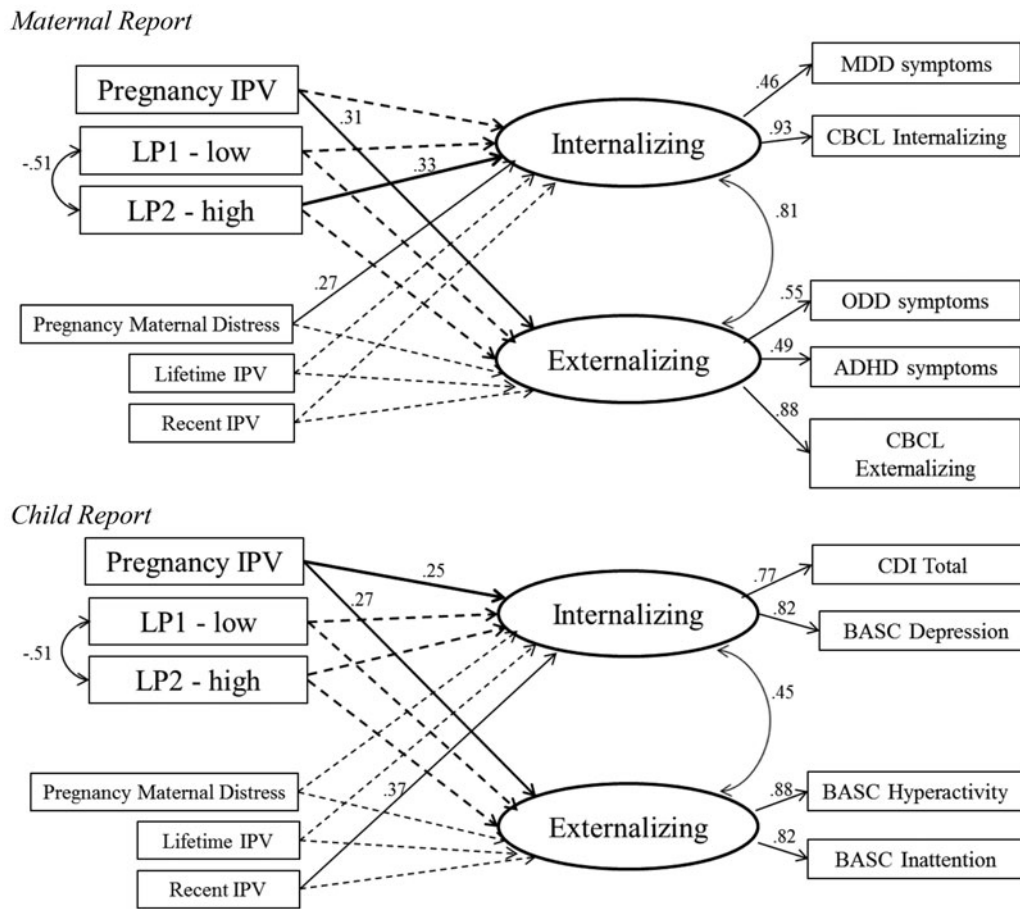 Maternal Report
Pregnancy IPV
LP1 - low
LP2 - high
-.51
Pregnancy Maternal Distress
Lifetime IPV
Recent IPV
.31
.33
.27
Internalizing
Externalizing
.81
.46
.93
MDD symptoms
CBCL Internalizing
.55
.49
.88
ODD symptoms
ADHD symptoms
CBCL
Externalizing
Child Report
Pregnancy IPV
LP1 - low
LP2 - high
-.51
Pregnancy Maternal Distress
Lifetime IPV
Recent IPV
.25
.27
.37
Internalizing
Externalizing
.45
.77
.82
CDI Total
BASC Depression
.88
.82
BASC Hyperactivity
BASC Inattention